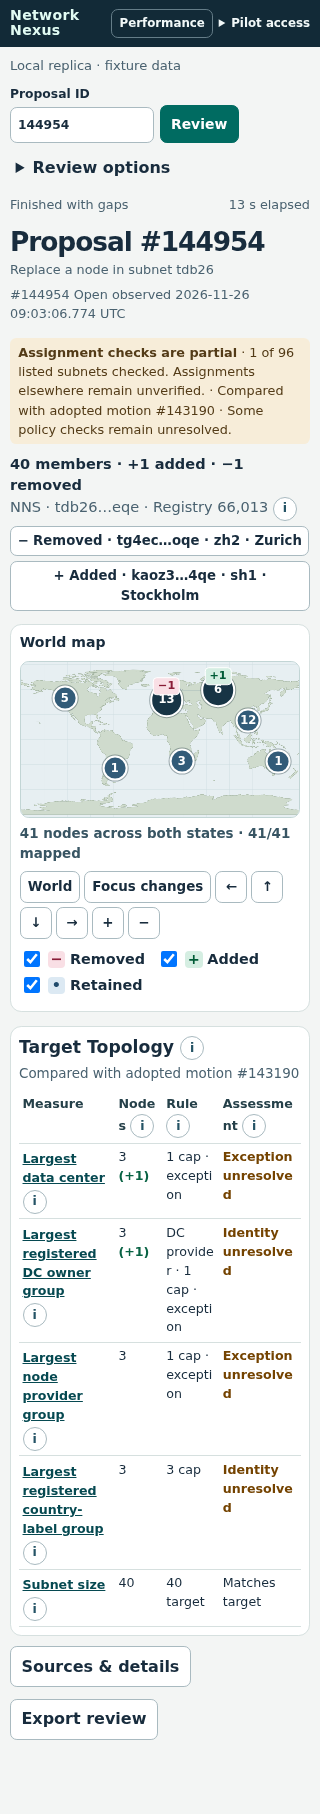 Network
Nexus
Performance
▶ Pilot access
Local replica · fixture data
Proposal ID
144954
Review
▶ Review options
Finished with gaps
13 s elapsed
Proposal #144954
Replace a node in subnet tdb26
#144954 Open observed 2026-11-26
09:03:06.774 UTC
Assignment checks are partial · 1 of 96
listed subnets checked. Assignments
elsewhere remain unverified. · Compared
with adopted motion #143190 · Some
policy checks remain unresolved.
40 members · +1 added · −1
removed
NNS · tdb26…eqe · Registry 66,013 i
− Removed · tg4ec…oqe · zh2 · Zurich
+ Added · kaoz3…4qe · sh1 ·
Stockholm
World map
5
−1
13
+1
6
12
1
3
1
41 nodes across both states · 41/41
mapped
World
Focus changes
←
↑
↓
→
+
−
− Removed
+ Added
• Retained
Target Topology i
Compared with adopted motion #143190
Measure
Node
s i
Rule
i
Assessme
nt i
Largest
data center
i
3
(+1)
1 cap ·
excepti
on
Exception
unresolve
d
Largest
registered
DC owner
group
i
3
(+1)
DC
provide
r · 1
cap ·
excepti
on
Identity
unresolve
d
Largest
node
provider
group
i
3
1 cap ·
excepti
on
Exception
unresolve
d
Largest
registered
country-
label group
i
3
3 cap
Identity
unresolve
d
Subnet size
i
40
40
target
Matches
target
Sources & details
Export review